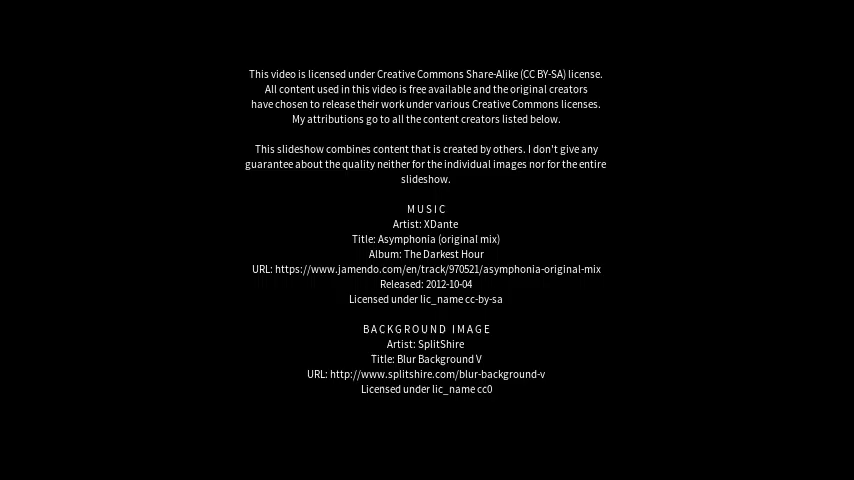 This video is licensed under Creative Commons Share-Alike (CC BY-SA) license.
All content used in this video is free available and the original creators
have chosen to release their work under various Creative Commons licenses.
My attributions go to all the content creators listed below.
This slideshow combines content that is created by others. I don't give any
guarantee about the quality neither for the individual images nor for the entire
slideshow.
MUSIC
Artist: XDante
Title: Asymphonia (original mix)
Album: The Darkest Hour
URL: https://www.jamendo.com/en/track/970521/asymphonia-original-mix
Released: 2012-10-04
Licensed under lic_name cc-by-sa
BACKGROUND IMAGE
Artist: SplitShire
Title: Blur Background V
URL: http://www.splitshire.com/blur-background-v
Licensed under lic_name cc0